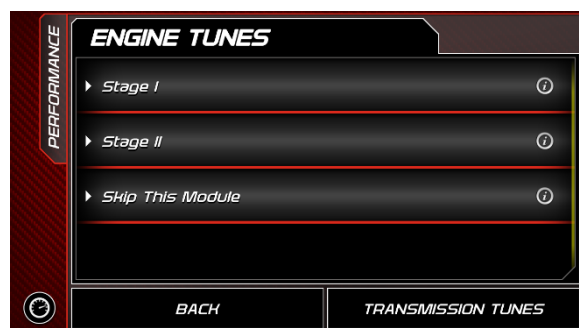 PERFORMANCE
ENGINE TUNES
Stage I
Stage II
Skip This Module
BACK
TRANSMISSION TUNES